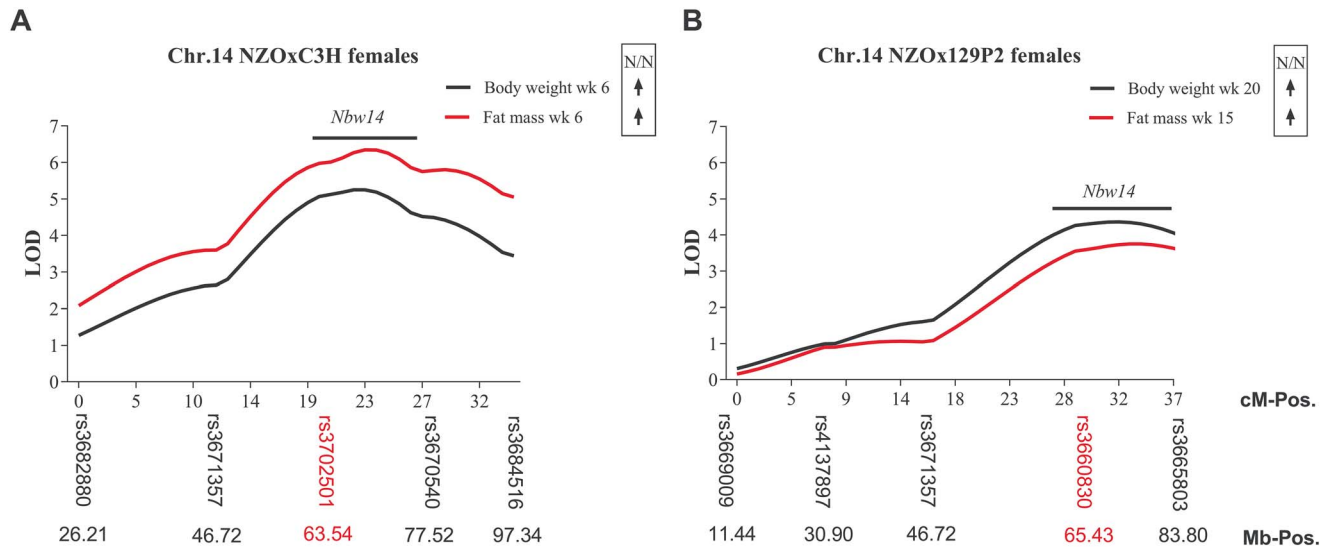 A
Chr.14 NZOxC3H females
N/N
Body weight wk 6
Fat mass wk 6
Nbw14
7
6
5
4
3
2
1
0
LOD
0 5 10 14 19 23 27 32
rs3682880 rs3671357 rs3702501 rs3670540 rs3684516
26.21 46.72 63.54 77.52 97.34
B
Chr.14 NZOx129P2 females
N/N
Body weight wk 20
Fat mass wk 15
Nbw14
7
6
5
4
3
2
1
0
LOD
0 5 9 14 18 23 28 32 37 cM-Pos.
rs3669009 rs4137897 rs3671357 rs3660830 rs3665803
11.44 30.90 46.72 65.43 83.80 Mb-Pos.